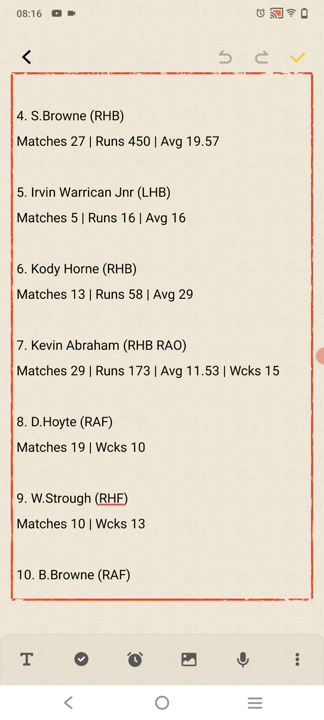 08:16
4. S.Browne (RHB)
Matches 27 | Runs 450 | Avg 19.57
5. Irvin Warrican Jnr (LHB)
Matches 5 | Runs 16 | Avg 16
6. Kody Horne (RHB)
Matches 13 | Runs 58 | Avg 29
7. Kevin Abraham (RHB RAO)
Matches 29 | Runs 173 | Avg 11.53 | Wcks 15
8. D.Hoyte (RAF)
Matches 19 | Wcks 10
9. W.Strough (RHF)
Matches 10 | Wcks 13
10. B.Browne (RAF)
T